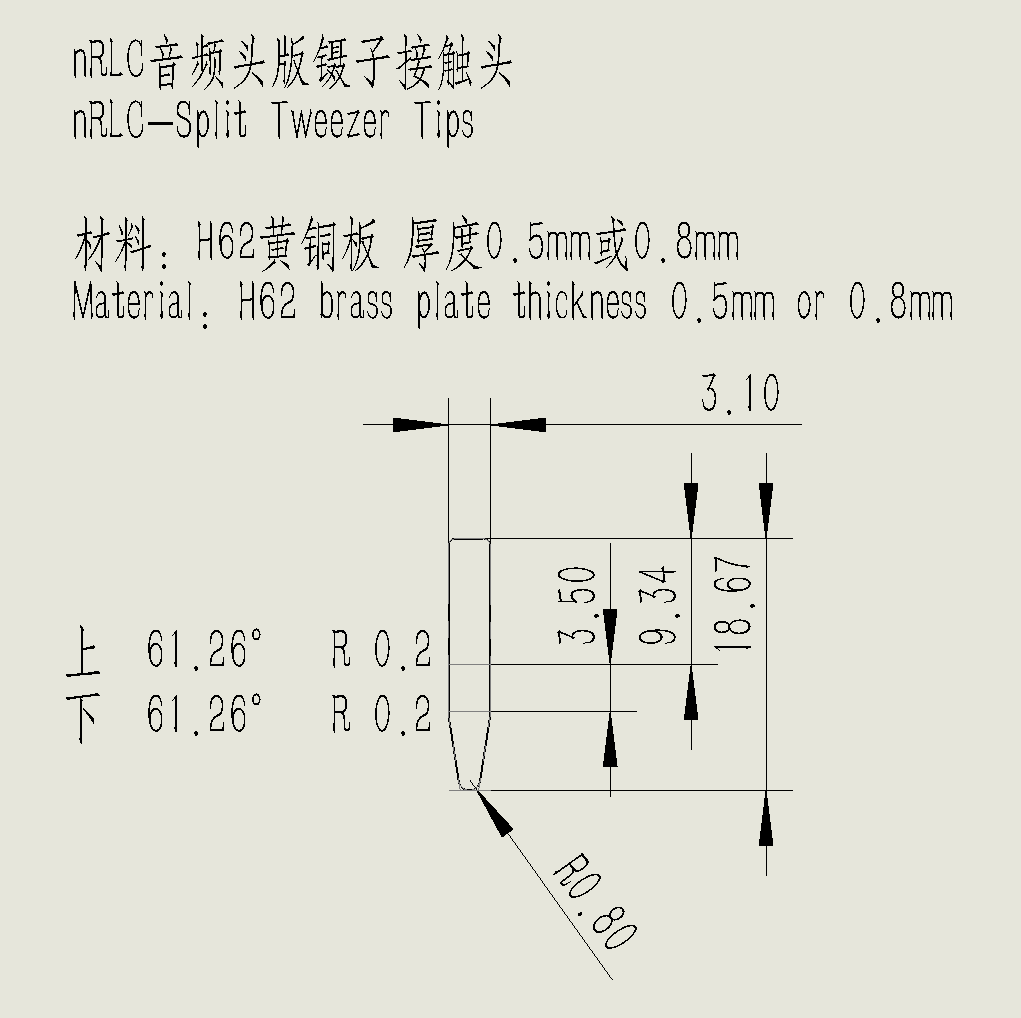 nRLC音频头版镊子接触头
nRLC-Split Tweezer Tips
材料: H62黄铜板 厚度0.5mm或0.8mm
Material: H62 brass plate thickness 0.5mm or 0.8mm
3.10
3.50
9.34
18.67
上 61.26° R 0.2
下 61.26° R 0.2
R0.80